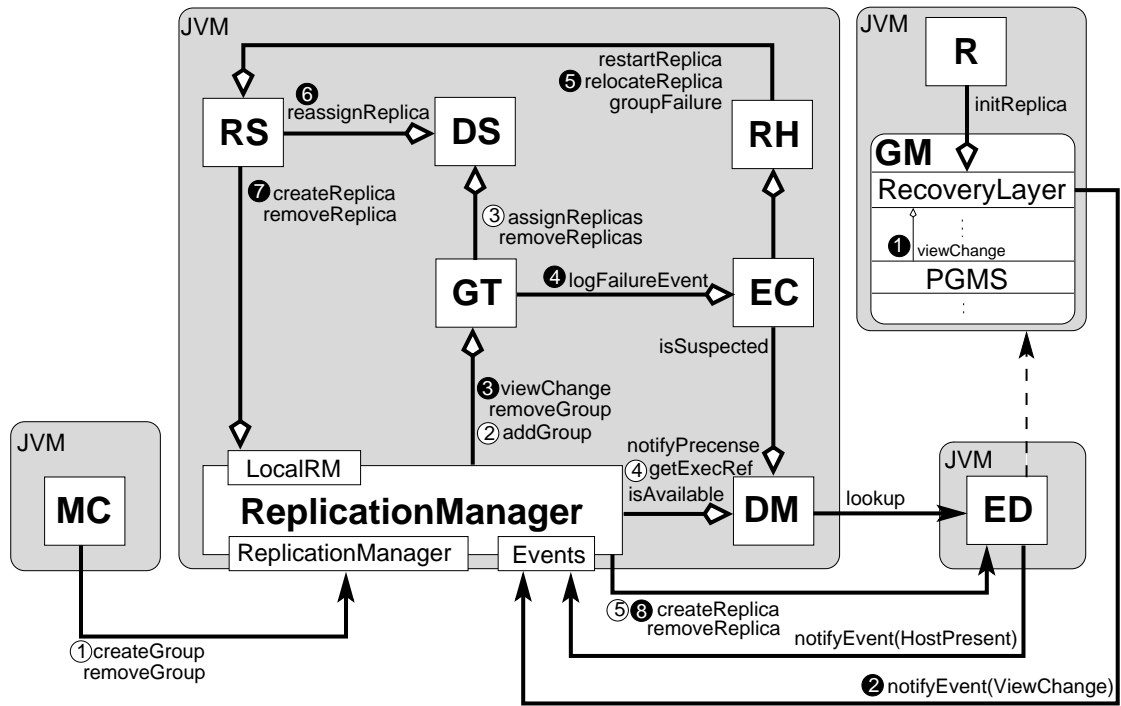 JVM
JVM
R
initReplica
GM
RecoveryLayer
1 viewChange
PGMS
restartReplica
5 relocateReplica
groupFailure
6
reassignReplica
RS
DS
RH
7 createReplica
removeReplica
3 assignReplicas
removeReplicas
GT
4 logFailureEvent
EC
isSuspected
3 viewChange
removeGroup
2 addGroup
notifyPrecense
4 getExecRef
isAvailable
LocalRM
ReplicationManager
ReplicationManager
Events
DM
lookup
JVM
ED
JVM
MC
1 createGroup
removeGroup
5 8 createReplica
removeReplica
notifyEvent(HostPresent)
2 notifyEvent(ViewChange)